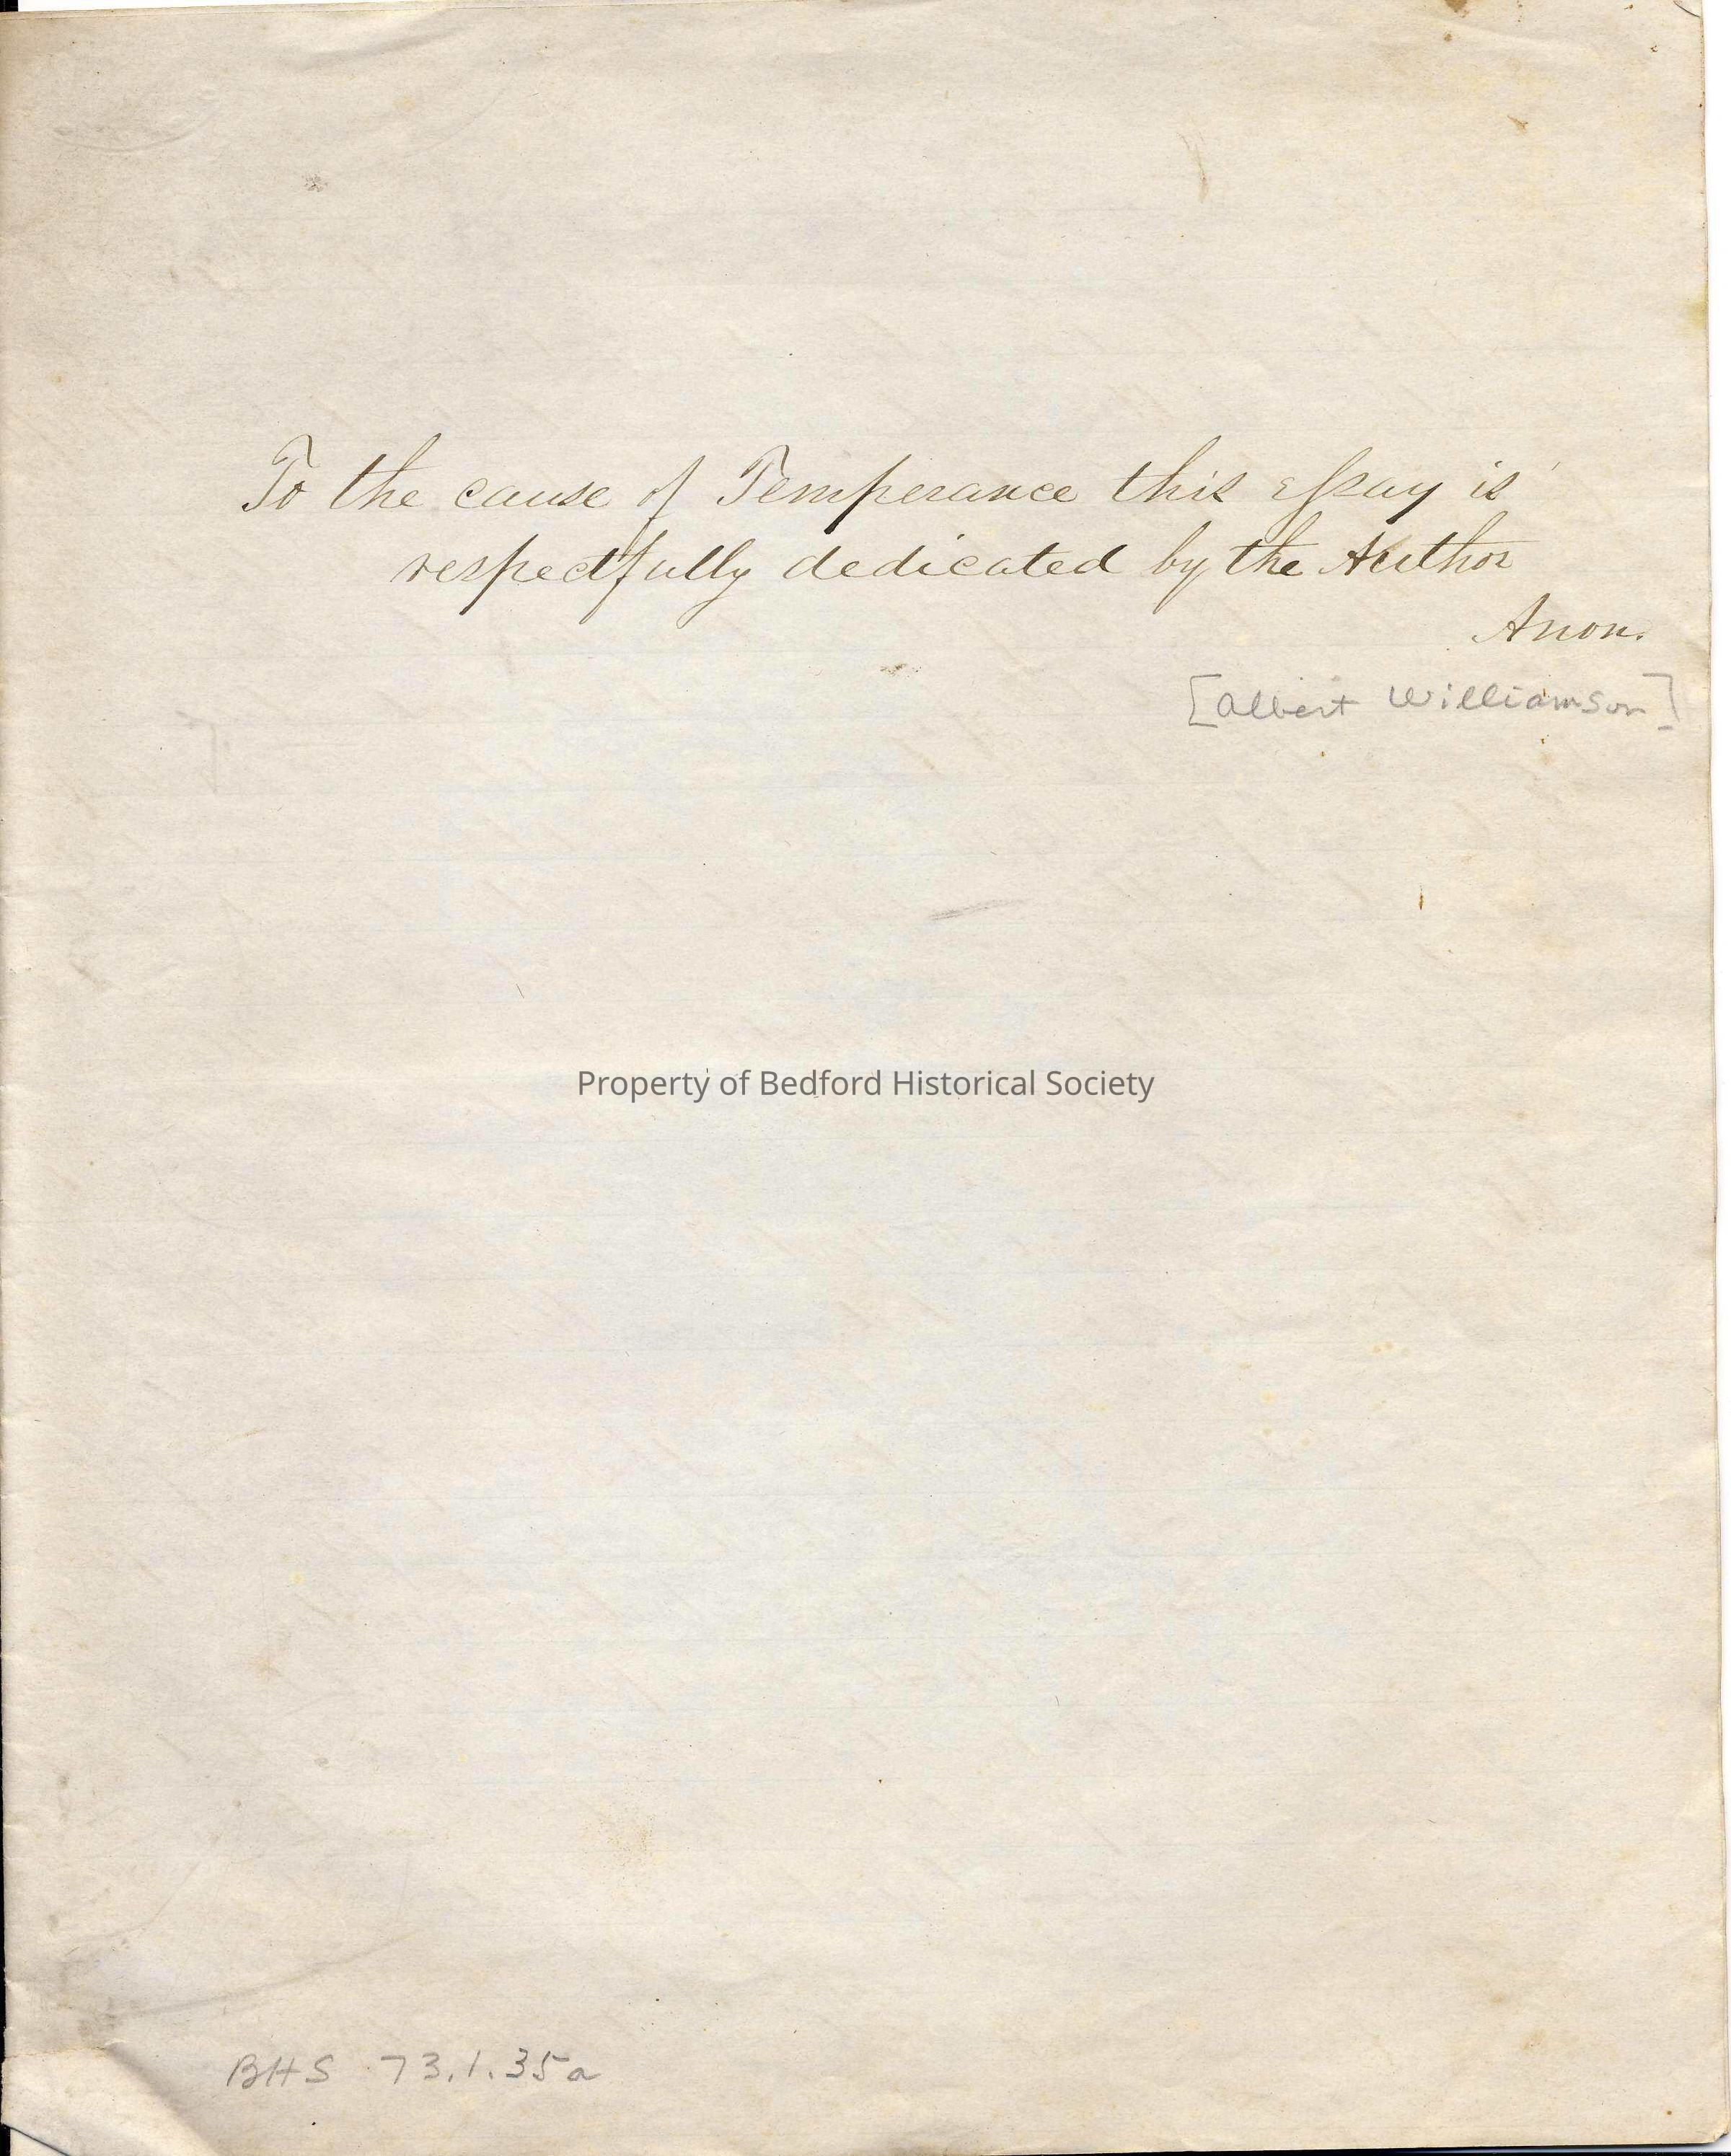 To the cause of Temperance this eſsay is
respectfully dedicated by the Author
Anon.
[Albert Williamson]
Property of Bedford Historical Society
BHS 73.1.35a